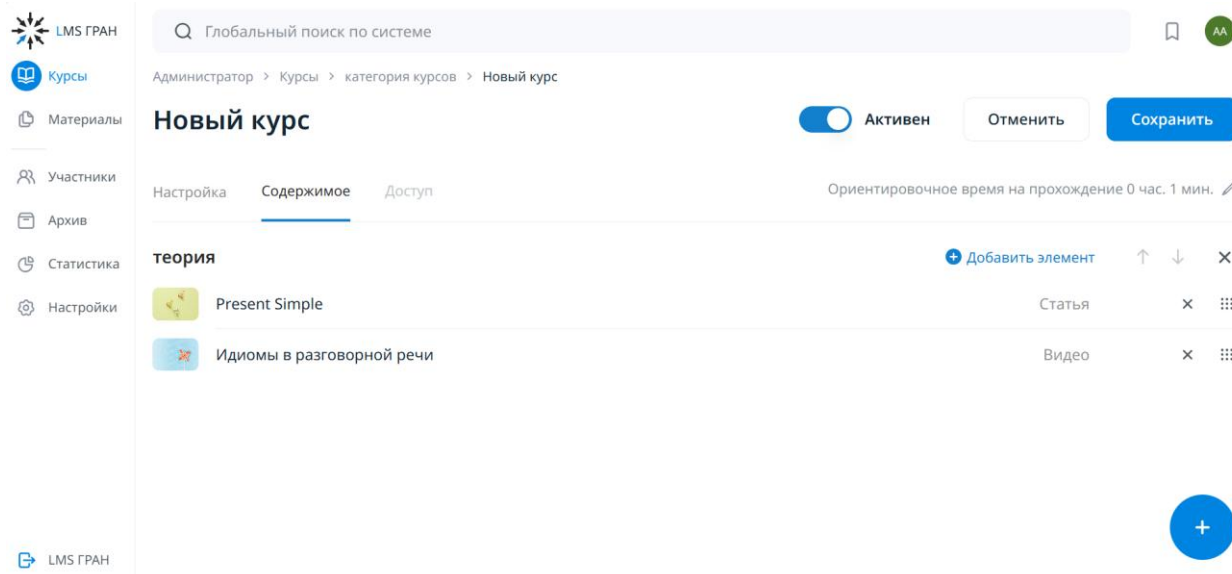 LMS ГРАН
Глобальный поиск по системе
AA
Курсы
Материалы
Участники
Архив
Статистика
Настройки
LMS ГРАН
Администратор > Курсы > категория курсов > Новый курс
Новый курс
Активен
Отменить
Сохранить
Настройка Содержимое Доступ
Ориентировочное время на прохождение 0 час. 1 мин.
теория
Добавить элемент
Present Simple Статья
Идиомы в разговорной речи Видео